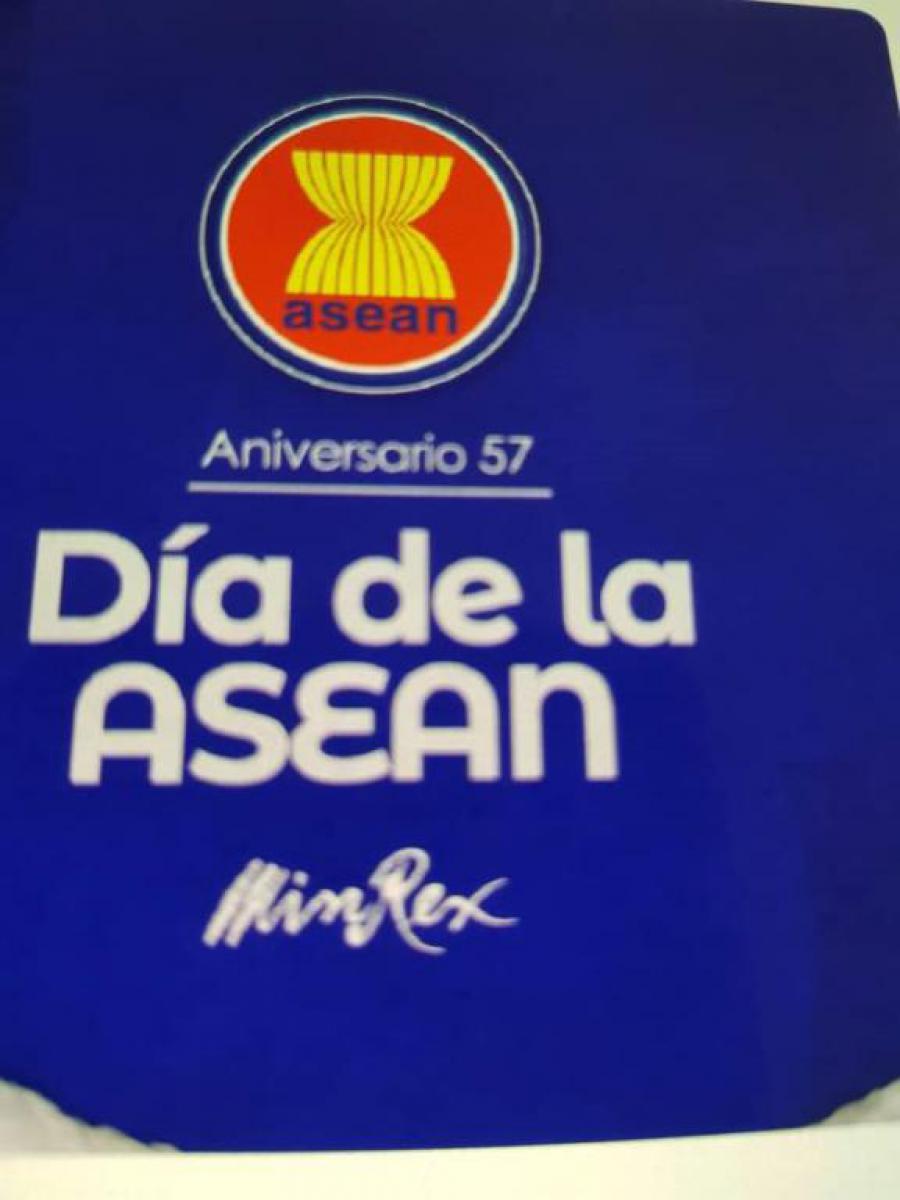 asean
Aniversario 57
Día de la
ASEAN
MinRex